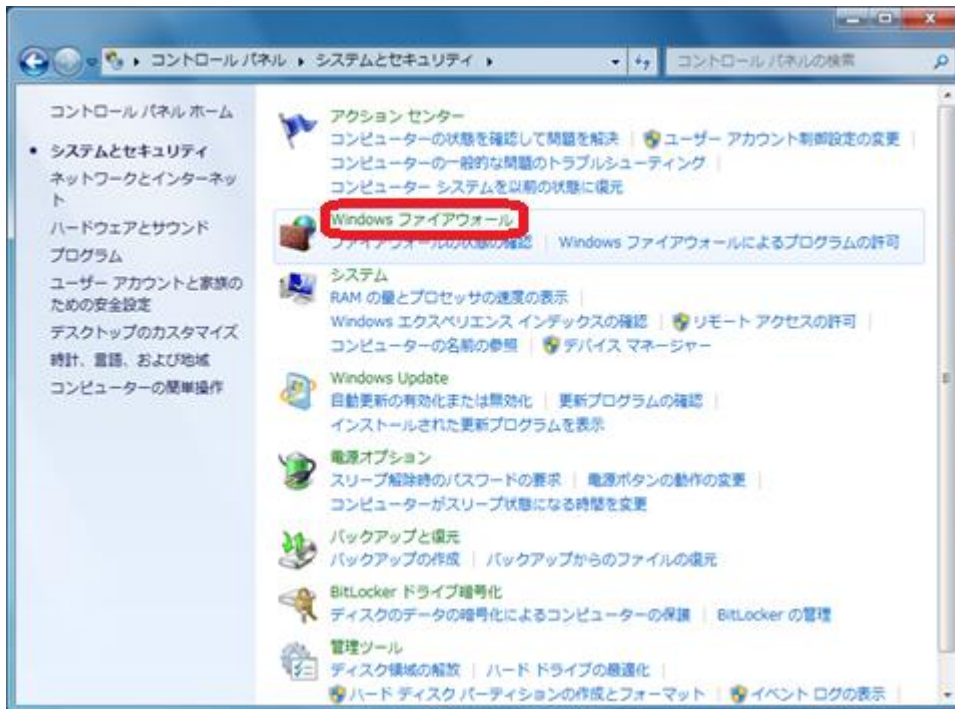 コントロール パネル ▸ システムとセキュリティ ▸
コントロール パネルの検索
コントロール パネル ホーム
システムとセキュリティ
ネットワークとインターネッ
ト
ハードウェアとサウンド
プログラム
ユーザー アカウントと家族の
ための安全設定
デスクトップのカスタマイズ
時計、言語、および地域
コンピューターの簡単操作
アクション センター
コンピューターの状態を確認して問題を解決 | ユーザー アカウント制御設定の変更 |
コンピューターの一般的な問題のトラブルシューティング |
コンピューター システムを以前の状態に復元
Windows ファイアウォール
ファイアウォールの状態の確認 | Windows ファイアウォールによるプログラムの許可
システム
RAM の量とプロセッサの速度の表示 |
Windows エクスペリエンス インデックスの確認 | リモート アクセスの許可 |
コンピューターの名前の参照 | デバイス マネージャー
Windows Update
自動更新の有効化または無効化 | 更新プログラムの確認 |
インストールされた更新プログラムを表示
電源オプション
スリープ解除時のパスワードの要求 | 電源ボタンの動作の変更 |
コンピューターがスリープ状態になる時間を変更
バックアップと復元
バックアップの作成 | バックアップからのファイルの復元
BitLocker ドライブ暗号化
ディスクのデータの暗号化によるコンピューターの保護 | BitLocker の管理
管理ツール
ディスク領域の解放 | ハード ドライブの最適化 |
ハード ディスク パーティションの作成とフォーマット | イベント ログの表示 |